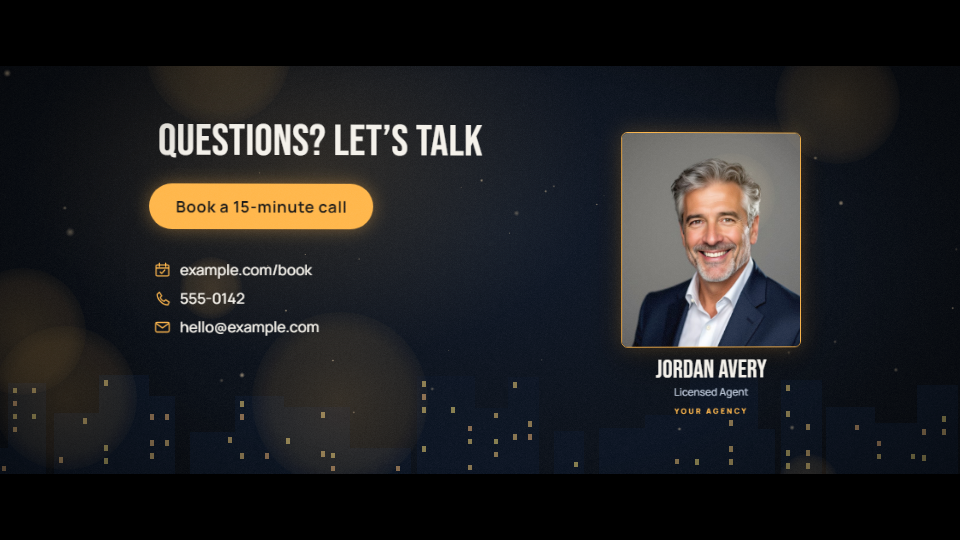 QUESTIONS? LET’S TALK
Book a 15-minute call
example.com/book
555-0142
hello@example.com
JORDAN AVERY
Licensed Agent
YOUR AGENCY